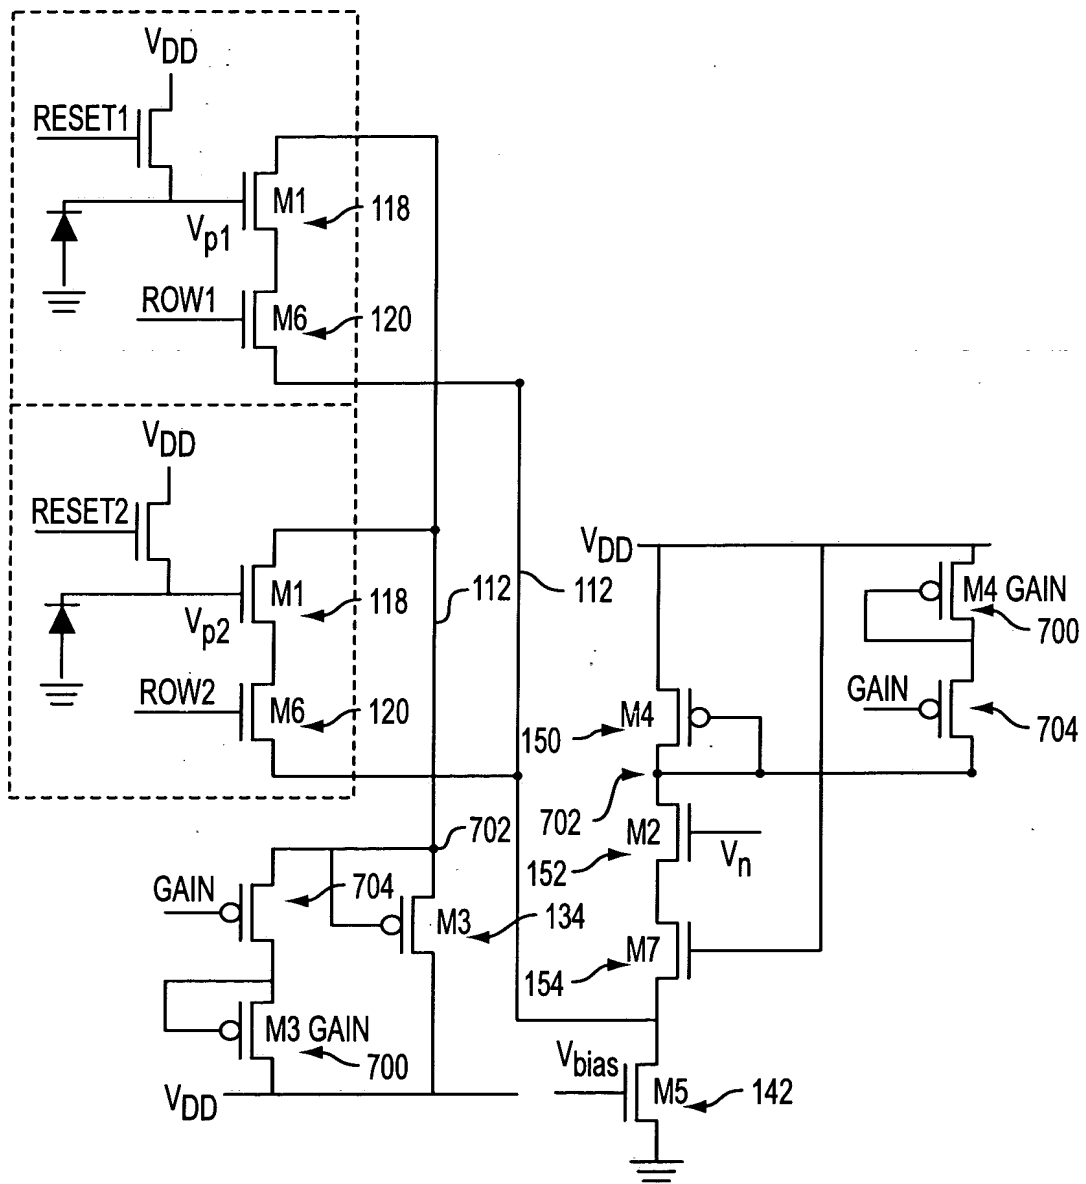 VDD
RESET1
M1
118
Vp1
ROW1
M6
120
VDD
RESET2
M1
118
Vp2
ROW2
M6
120
112
112
VDD
M4 GAIN
700
GAIN
704
M4
150
702
M2
152
Vn
M7
154
702
GAIN
704
M3
134
M3 GAIN
700
VDD
Vbias
M5
142